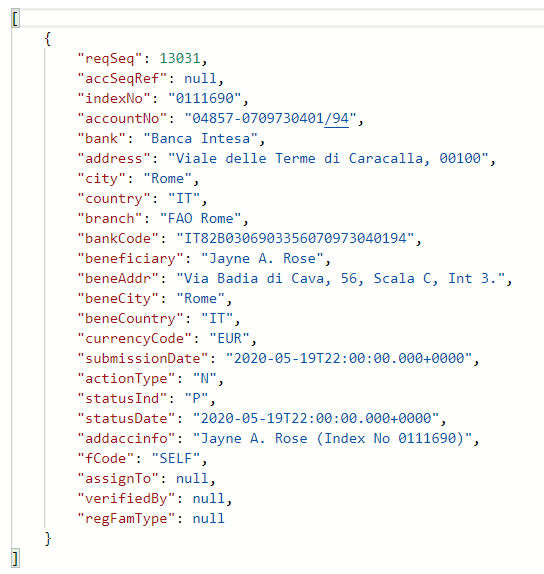 [
{
"reqSeq": 13031,
"accSeqRef": null,
"indexNo": "0111690",
"accountNo": "04857-0709730401/94",
"bank": "Banca Intesa",
"address": "Viale delle Terme di Caracalla, 00100",
"city": "Rome",
"country": "IT",
"branch": "FAO Rome",
"bankCode": "IT82B0306903356070973040194",
"beneficiary": "Jayne A. Rose",
"beneAddr": "Via Badia di Cava, 56, Scala C, Int 3.",
"beneCity": "Rome",
"beneCountry": "IT",
"currencyCode": "EUR",
"submissionDate": "2020-05-19T22:00:00.000+0000",
"actionType": "N",
"statusInd": "P",
"statusDate": "2020-05-19T22:00:00.000+0000",
"addaccinfo": "Jayne A. Rose (Index No 0111690)",
"fCode": "SELF",
"assignTo": null,
"verifiedBy": null,
"regFamType": null
}
]